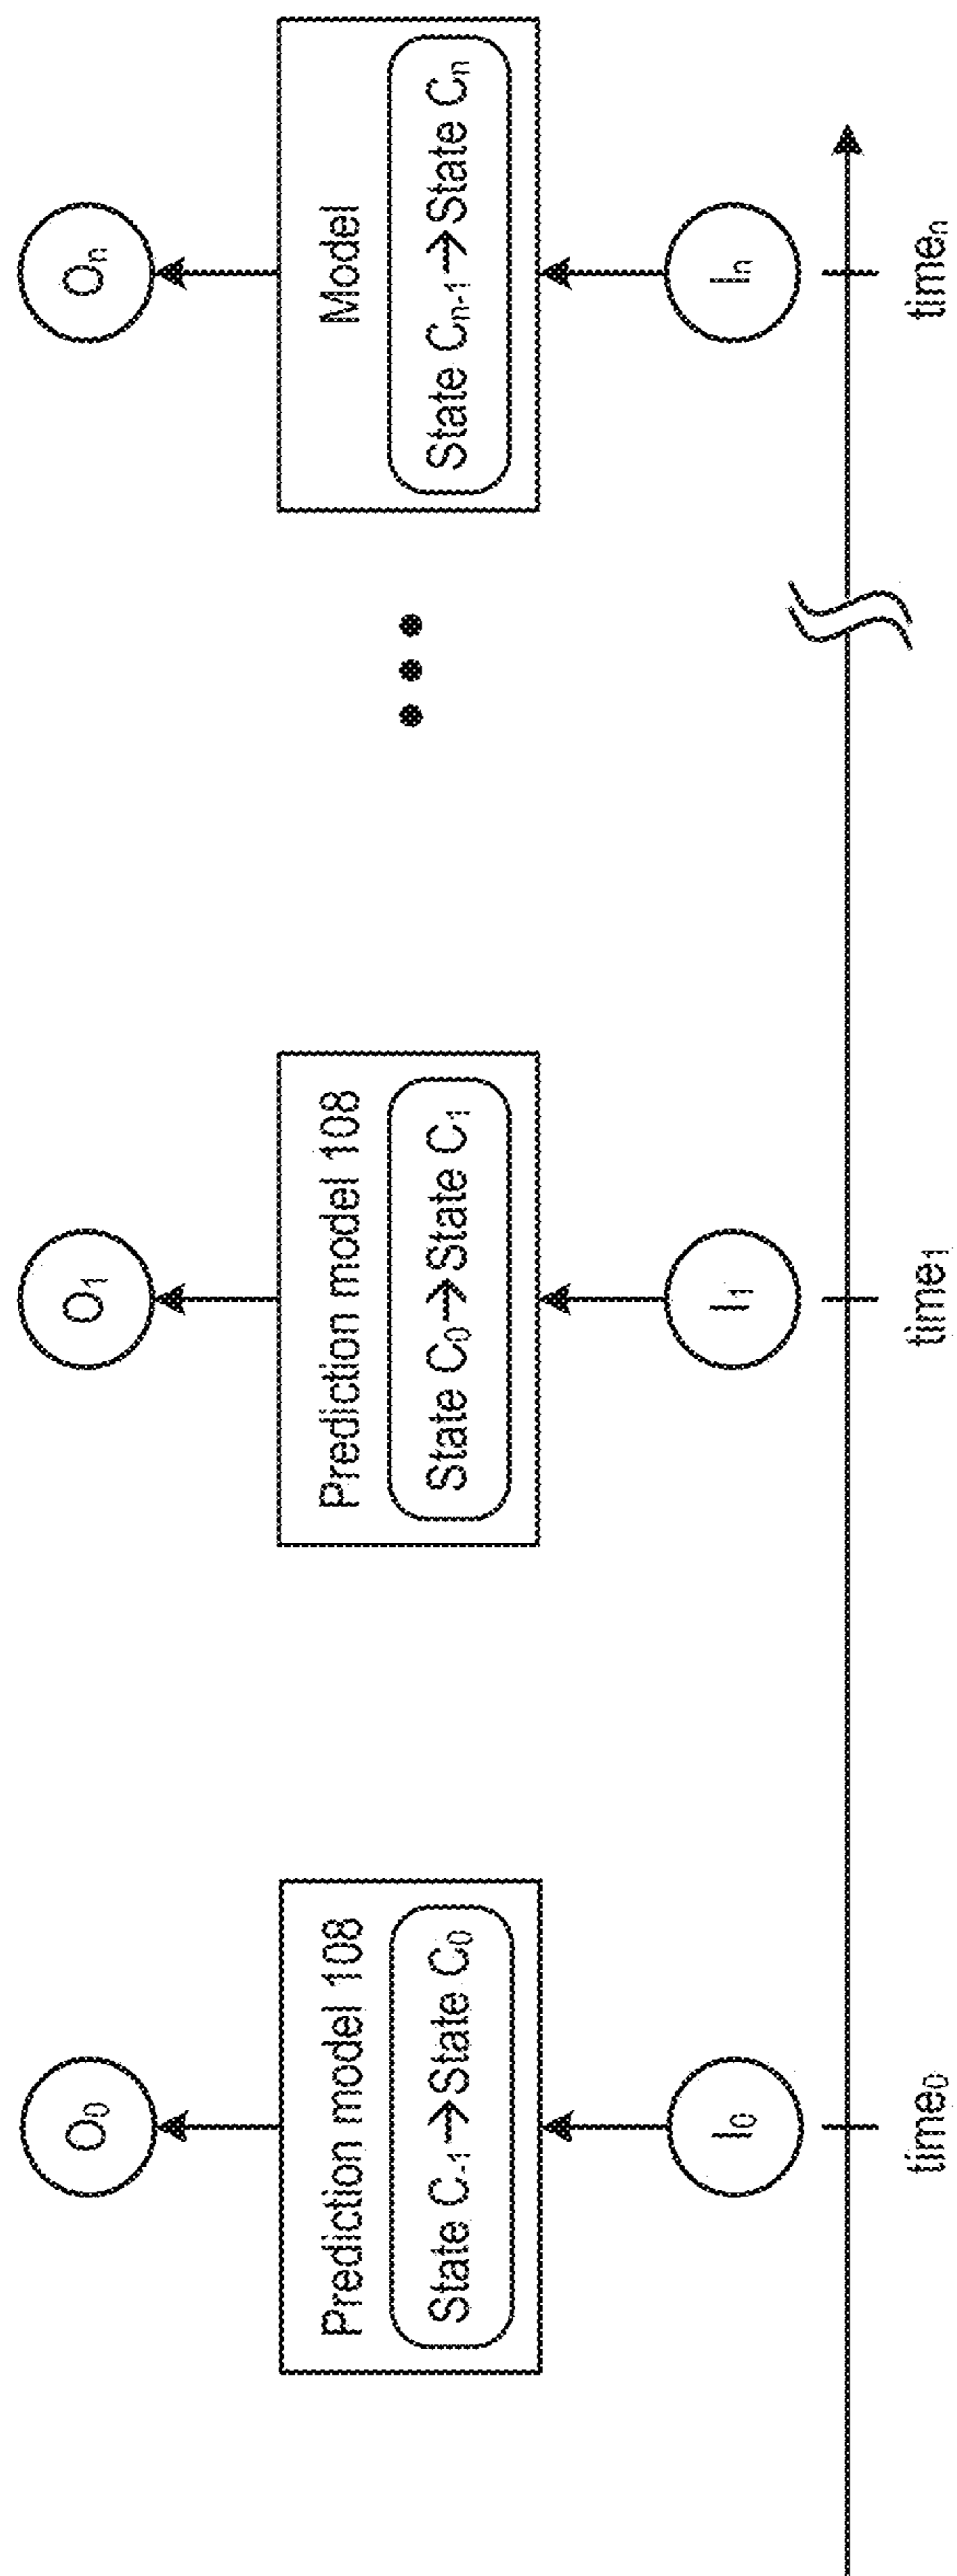 O₀
O₁
Oₙ
Prediction model 108
State C₋₁→State C₀
Prediction model 108
State C₀→State C₁
Model
State Cₙ₋₁→State Cₙ
I₀
I₁
Iₙ
time₀
time₁
timeₙ